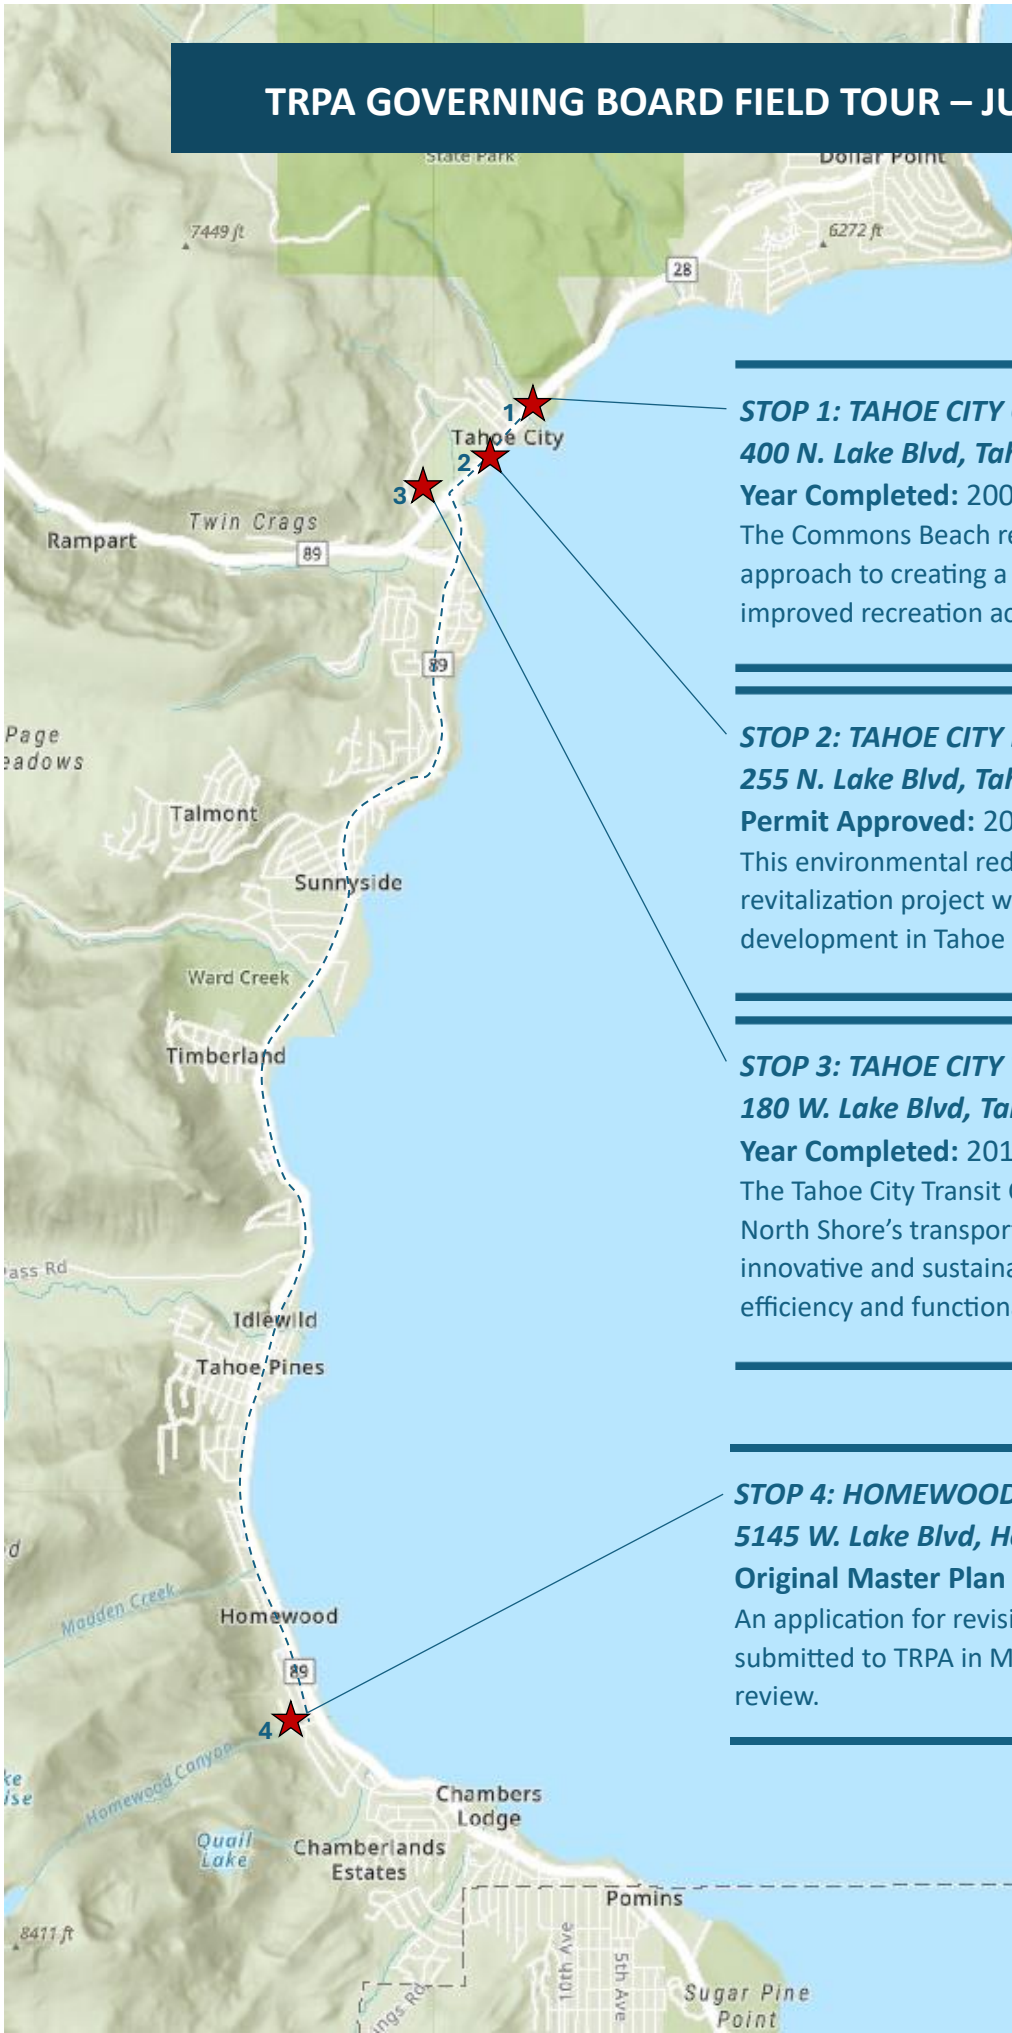 TRPA GOVERNING BOARD FIELD TOUR – JU
State Park
Dollar Point
7449 ft
6272 ft
28
1
Tahoe City
2
3
Twin Crags
Rampart
89
89
Page
eadows
Talmont
Sunnyside
Ward Creek
Timberland
Pass Rd
Idlewild
Tahoe Pines
d
Madden Creek
Homewood
89
4
Homewood Canyon
ke
ise
Quail
Lake
Chambers
Lodge
Chamberlands
Estates
Pomins
8411 ft
10th Ave
5th Ave
ngs Rd
Sugar Pine
Point
STOP 1: TAHOE CITY
400 N. Lake Blvd, Tah
Year Completed: 200
The Commons Beach re
approach to creating a
improved recreation ac
STOP 2: TAHOE CITY
255 N. Lake Blvd, Tah
Permit Approved: 20
This environmental red
revitalization project w
development in Tahoe
STOP 3: TAHOE CITY
180 W. Lake Blvd, Tah
Year Completed: 201
The Tahoe City Transit
North Shore's transport
innovative and sustaina
efficiency and function
STOP 4: HOMEWOOD
5145 W. Lake Blvd, Ho
Original Master Plan
An application for revisi
submitted to TRPA in M
review.